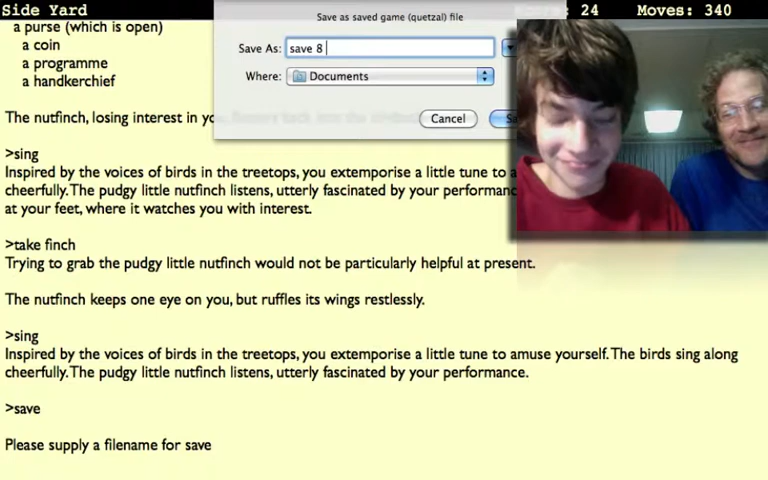 Side Yard 24 Moves: 340
Save as saved game (quetzal) file
a purse (which is open)
a coin
Save As: save 8
a programme
Where: Documents
a handkerchief
The nutfinch, losing interest in
Cancel
>sing
Inspired by the voices of birds in the treetops, you extemporise a little tune to
cheerfully. The pudgy little nutfinch listens, utterly fascinated by your
at your feet, where it watches you with interest.
>take finch
Trying to grab the pudgy little nutfinch would not be particularly helpful at present.
The nutfinch keeps one eye on you, but ruffles its wings restlessly.
>sing
Inspired by the voices of birds in the treetops, you extemporise a little tune to amuse yourself. The birds sing along
cheerfully. The pudgy little nutfinch listens, utterly fascinated by your performance.
>save
Please supply a filename for save